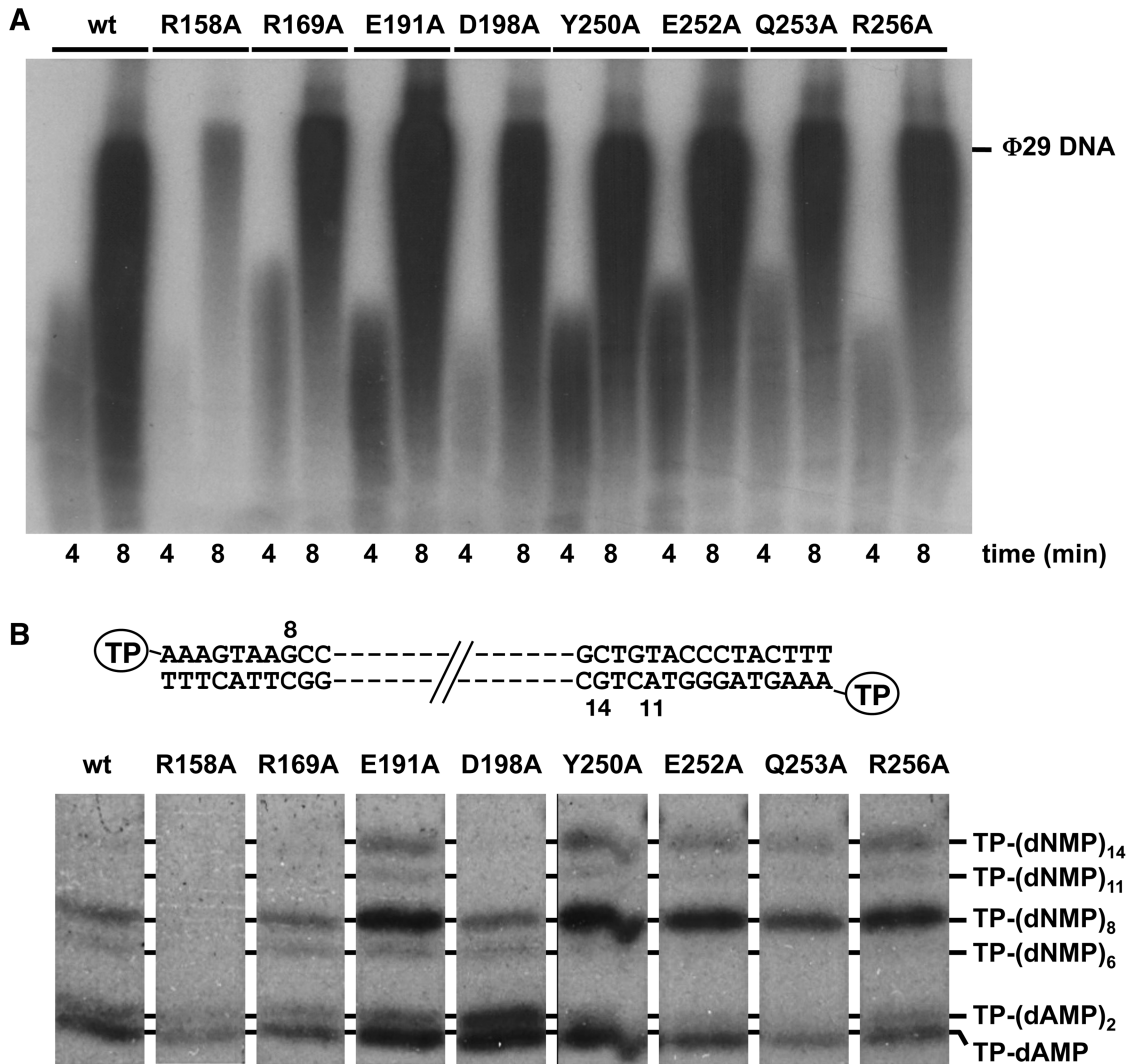 A
wt R158A R169A E191A D198A Y250A E252A Q253A R256A
Φ29 DNA
4 8 4 8 4 8 4 8 4 8 4 8 4 8 4 8 4 8 time (min)
B
8
TP AAAGTAAGCC------//------GCTGTACCCTACTTT
TTTCATTCGG------//------CGTCATGGGATGAAA TP
14 11
wt R158A R169A E191A D198A Y250A E252A Q253A R256A
TP-(dNMP)14
TP-(dNMP)11
TP-(dNMP)8
TP-(dNMP)6
TP-(dAMP)2
TP-dAMP